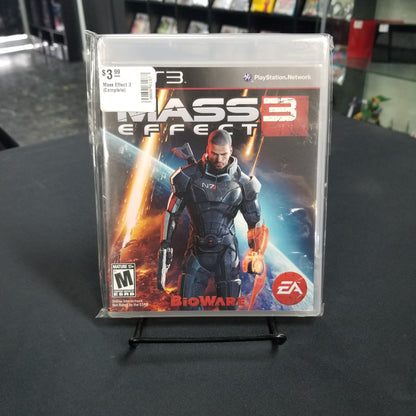 $3.99
Mass Effect 3
(Complete)
PS3
PlayStation Network
MASS
EFFECT 3
N7
MATURE 17+
M
ESRB
BIOWARE
EA